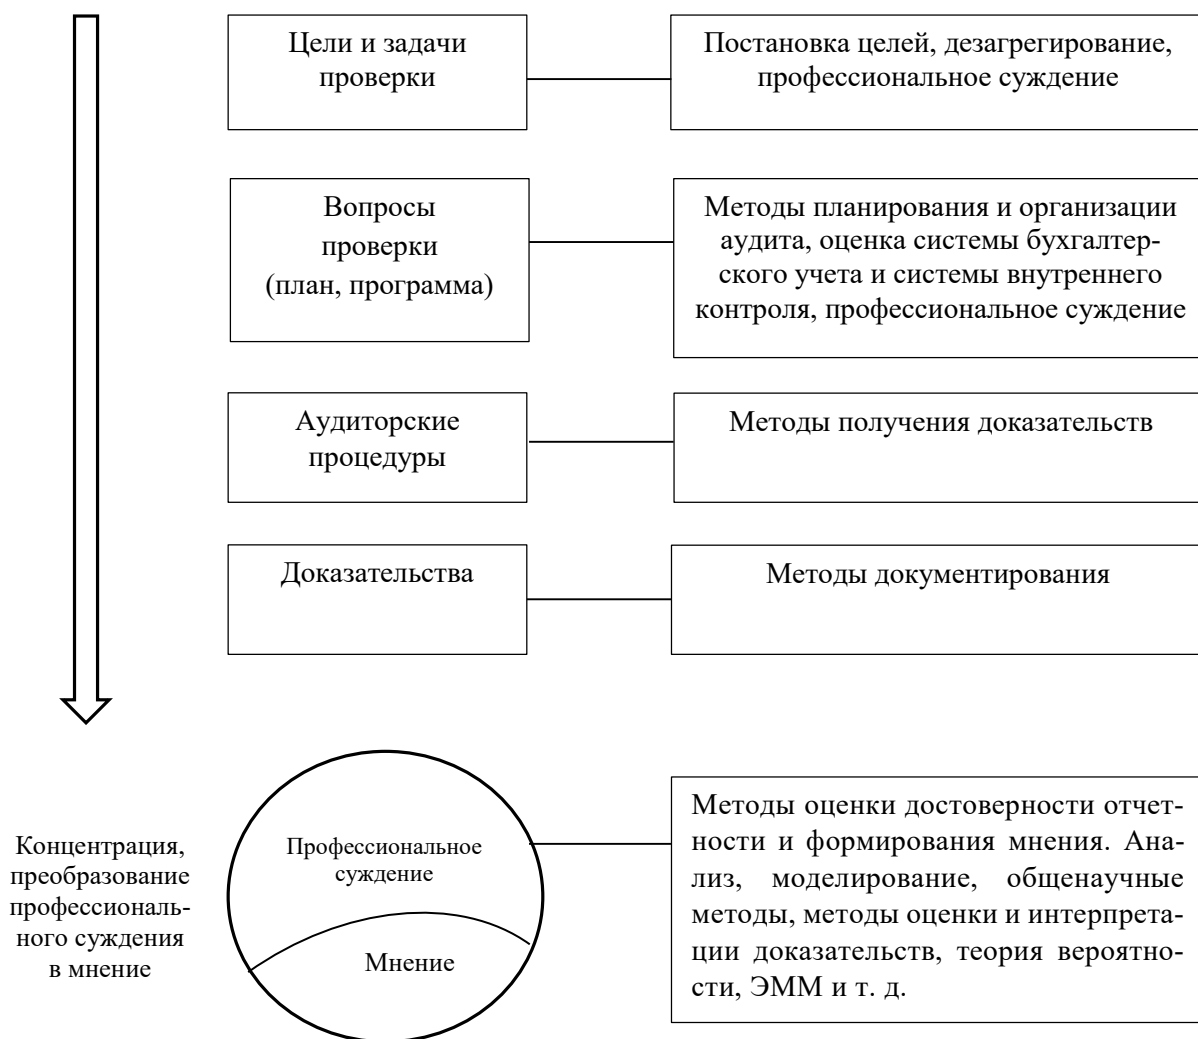 Цели и задачи
проверки
Постановка целей, дезагрегирование,
профессиональное суждение
Вопросы
проверки
(план, программа)
Методы планирования и организации
аудита, оценка системы бухгалтер-
ского учета и системы внутреннего
контроля, профессиональное суждение
Аудиторские
процедуры
Методы получения доказательств
Доказательства
Методы документирования
Концентрация,
преобразование
профессиональ-
ного суждения
в мнение
Профессиональное
суждение
Мнение
Методы оценки достоверности отчет-
ности и формирования мнения. Ана-
лиз, моделирование, общенаучные
методы, методы оценки и интерпрета-
ции доказательств, теория вероятно-
сти, ЭММ и т. д.